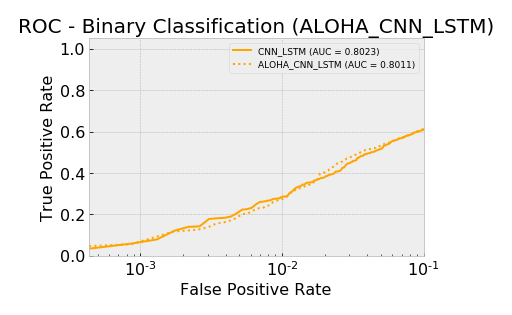 ROC - Binary Classification (ALOHA_CNN_LSTM)
CNN_LSTM (AUC = 0.8023)
ALOHA_CNN_LSTM (AUC = 0.8011)
True Positive Rate
1.0
0.8
0.6
0.4
0.2
0.0
10⁻³
10⁻²
10⁻¹
False Positive Rate